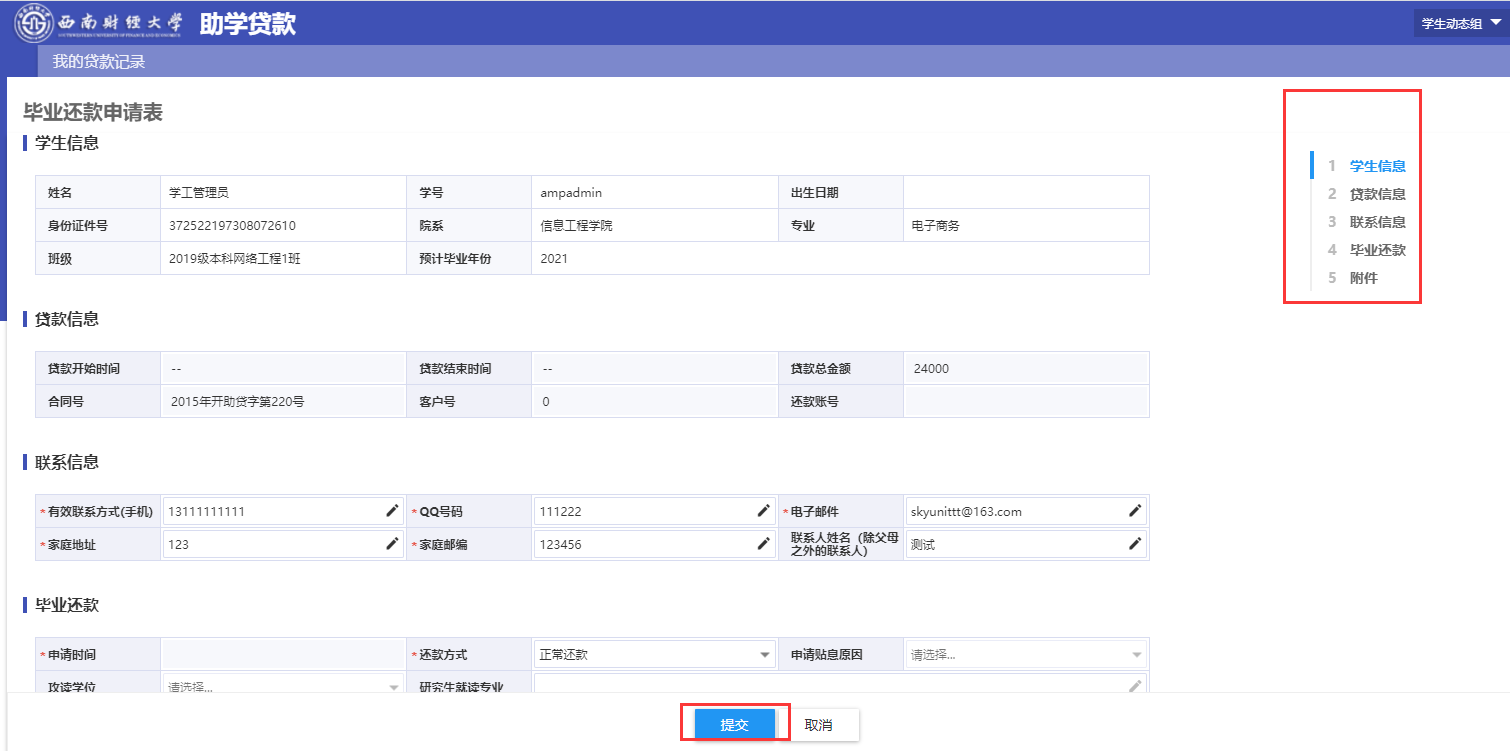 西南财经大学 助学贷款 学生动态组
我的贷款记录
毕业还款申请表
学生信息
姓名 学工管理员 学号 ampadmin 出生日期
身份证件号 372522197308072610 院系 信息工程学院 专业 电子商务
班级 2019级本科网络工程1班 预计毕业年份 2021
1 学生信息
2 贷款信息
3 联系信息
4 毕业还款
5 附件
贷款信息
贷款开始时间 -- 贷款结束时间 -- 贷款总金额 24000
合同号 2015年开助贷字第220号 客户号 0 还款账号
联系信息
*有效联系方式(手机) 13111111111 *QQ号码 111222 *电子邮件 skyunittt@163.com
*家庭地址 123 *家庭邮编 123456 联系人姓名（除父母
之外的联系人） 测试
毕业还款
*申请时间 *还款方式 正常还款 申请贴息原因 请选择...
攻读学位 请选择... 研究生就读专业
提交 取消